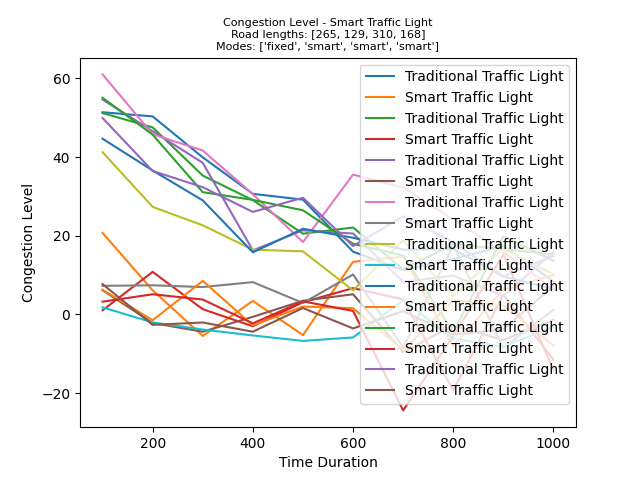 Congestion Level - Smart Traffic Light
Road lengths: [265, 129, 310, 168]
Modes: ['fixed', 'smart', 'smart', 'smart']
60
40
20
0
−20
Congestion Level
200
400
600
800
1000
Time Duration
Traditional Traffic Light
Smart Traffic Light
Traditional Traffic Light
Smart Traffic Light
Traditional Traffic Light
Smart Traffic Light
Traditional Traffic Light
Smart Traffic Light
Traditional Traffic Light
Smart Traffic Light
Traditional Traffic Light
Smart Traffic Light
Traditional Traffic Light
Smart Traffic Light
Traditional Traffic Light
Smart Traffic Light